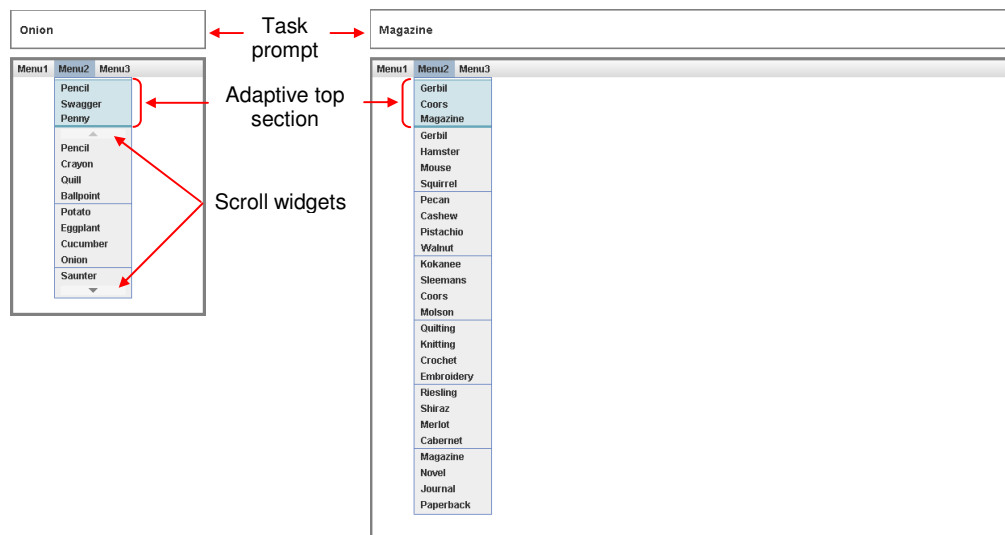 Onion
Task
prompt
Magazine
Menu1 Menu2 Menu3
Pencil
Swagger
Penny
Pencil
Crayon
Quill
Ballpoint
Potato
Eggplant
Cucumber
Onion
Saunter
Adaptive top
section
Scroll widgets
Menu1 Menu2 Menu3
Gerbil
Coors
Magazine
Gerbil
Hamster
Mouse
Squirrel
Pecan
Cashew
Pistachio
Walnut
Kokanee
Sleemans
Coors
Molson
Quilting
Knitting
Crochet
Embroidery
Riesling
Shiraz
Merlot
Cabernet
Magazine
Novel
Journal
Paperback